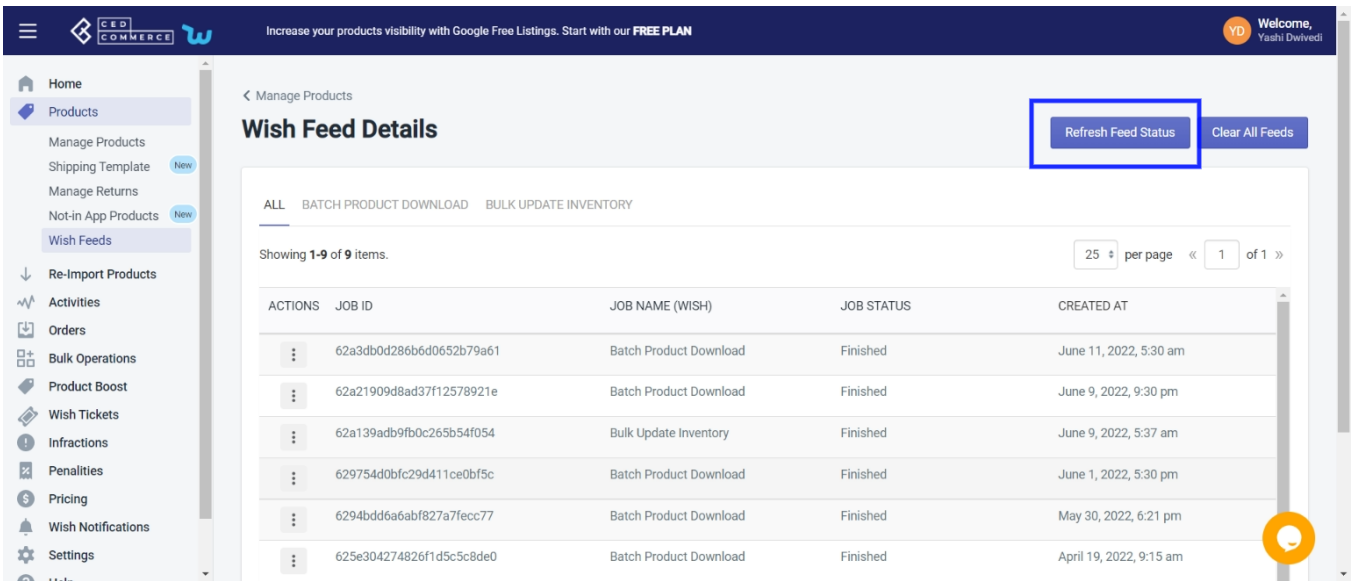 CED
COMMERCE
Increase your products visibility with Google Free Listings. Start with our FREE PLAN
YD
Welcome,
Yashi Dwivedi
Home
Products
Manage Products
Shipping Template New
Manage Returns
Not-in App Products New
Wish Feeds
Re-Import Products
Activities
Orders
Bulk Operations
Product Boost
Wish Tickets
Infractions
Penalities
Pricing
Wish Notifications
Settings
Manage Products
Wish Feed Details
Refresh Feed Status
Clear All Feeds
ALL BATCH PRODUCT DOWNLOAD BULK UPDATE INVENTORY
Showing 1-9 of 9 items.
25 per page « 1 of 1 »
ACTIONS JOB ID JOB NAME (WISH) JOB STATUS CREATED AT
62a3db0d286b6d0652b79a61 Batch Product Download Finished June 11, 2022, 5:30 am
62a21909d8ad37f12578921e Batch Product Download Finished June 9, 2022, 9:30 pm
62a139adb9fb0c265b54f054 Bulk Update Inventory Finished June 9, 2022, 5:37 am
629754d0bfc29d411ce0bf5c Batch Product Download Finished June 1, 2022, 5:30 pm
6294bdd6a6abf827a7fecc77 Batch Product Download Finished May 30, 2022, 6:21 pm
625e304274826f1d5c5c8de0 Batch Product Download Finished April 19, 2022, 9:15 am